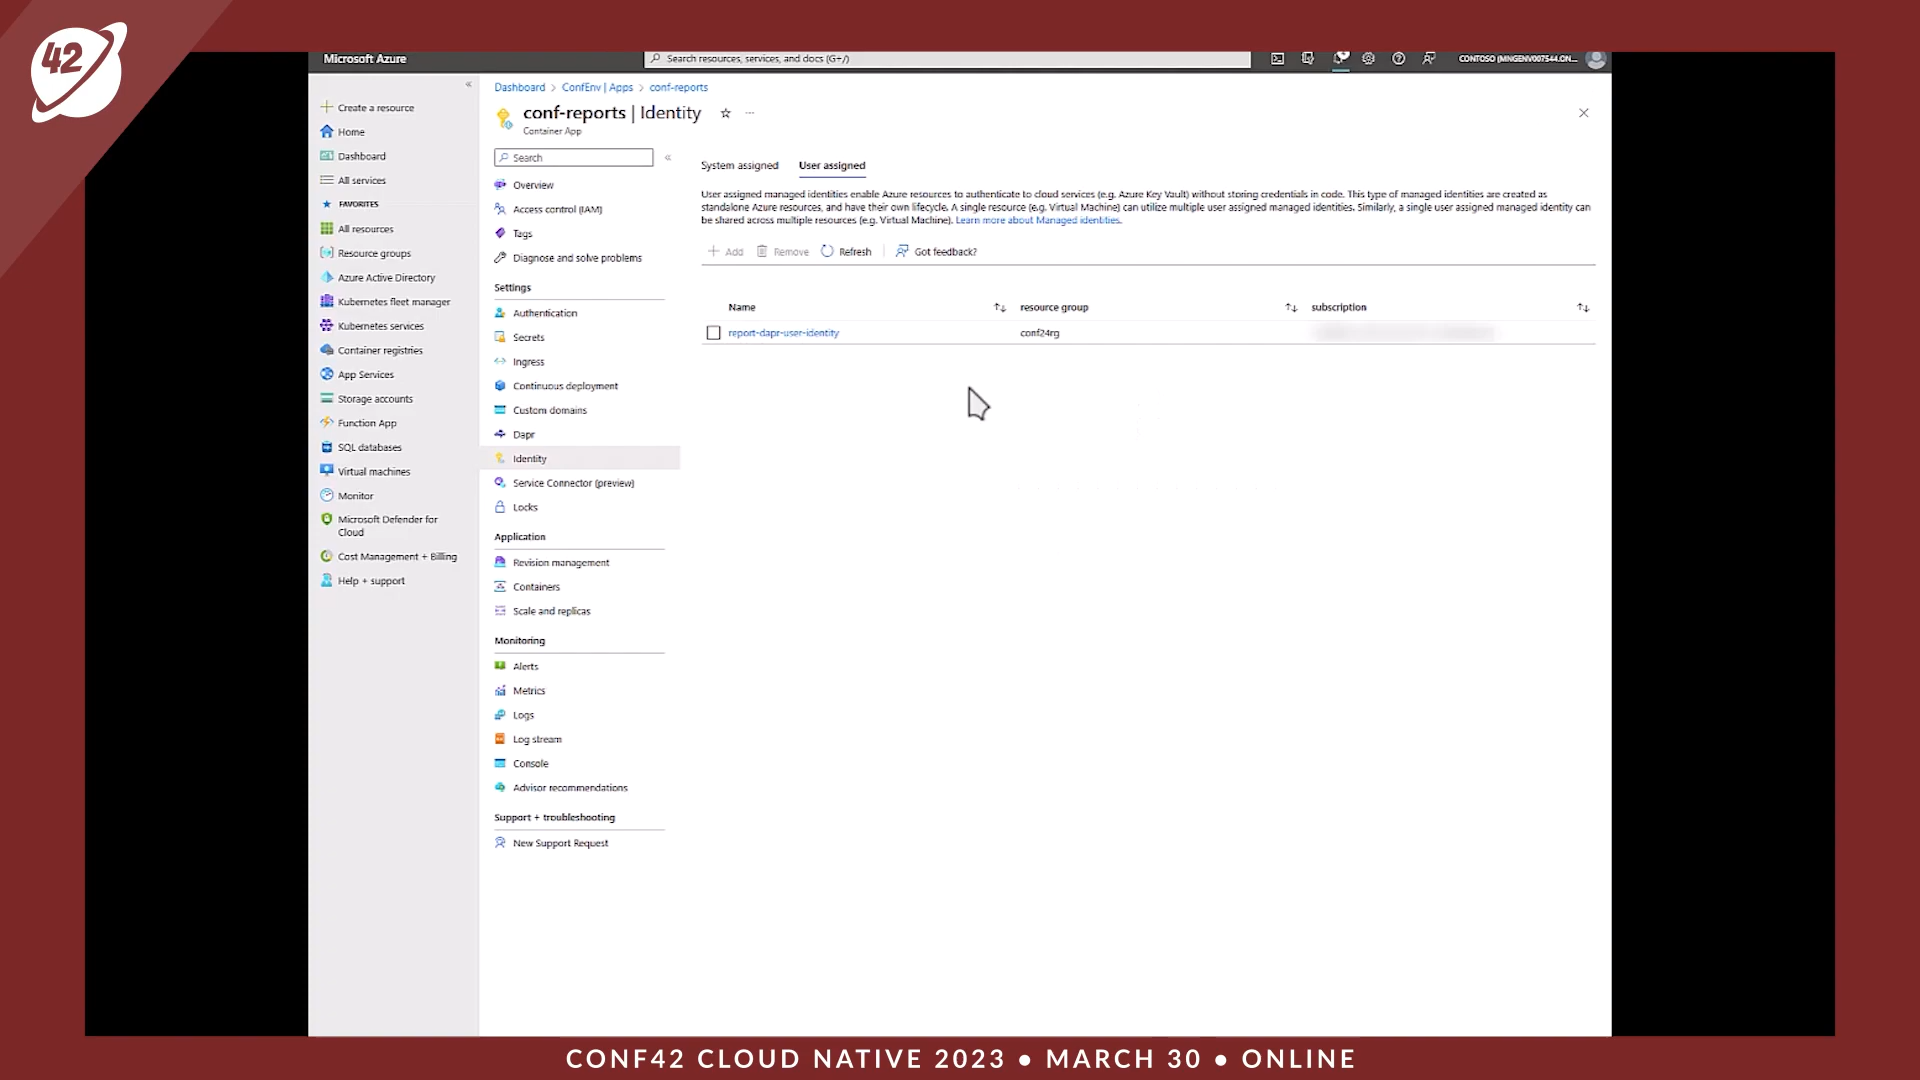 42
Microsoft Azure
Search resources, services, and docs (G+/)
CONTOSO (MNGENV007544.ON...
Create a resource
Home
Dashboard
All services
FAVORITES
All resources
Resource groups
Azure Active Directory
Kubernetes fleet manager
Kubernetes services
Container registries
App Services
Storage accounts
Function App
SQL databases
Virtual machines
Monitor
Microsoft Defender for
Cloud
Cost Management + Billing
Help + support
Dashboard > ConfEnv | Apps > conf-reports
conf-reports | Identity
Container App
Search
Overview
Access control (IAM)
Tags
Diagnose and solve problems
Settings
Authentication
Secrets
Ingress
Continuous deployment
Custom domains
Dapr
Identity
Service Connector (preview)
Locks
Application
Revision management
Containers
Scale and replicas
Monitoring
Alerts
Metrics
Logs
Log stream
Console
Advisor recommendations
Support + troubleshooting
New Support Request
System assigned User assigned
User assigned managed identities enable Azure resources to authenticate to cloud services (e.g. Azure Key Vault) without storing credentials in code. This type of managed identities are created as
standalone Azure resources, and have their own lifecycle. A single resource (e.g. Virtual Machine) can utilize multiple user assigned managed identities. Similarly, a single user assigned managed identity can
be shared across multiple resources (e.g. Virtual Machine). Learn more about Managed identities.
Add Remove Refresh Got feedback?
Name resource group subscription
report-dapr-user-identity conf24rg
CONF42 CLOUD NATIVE 2023 • MARCH 30 • ONLINE